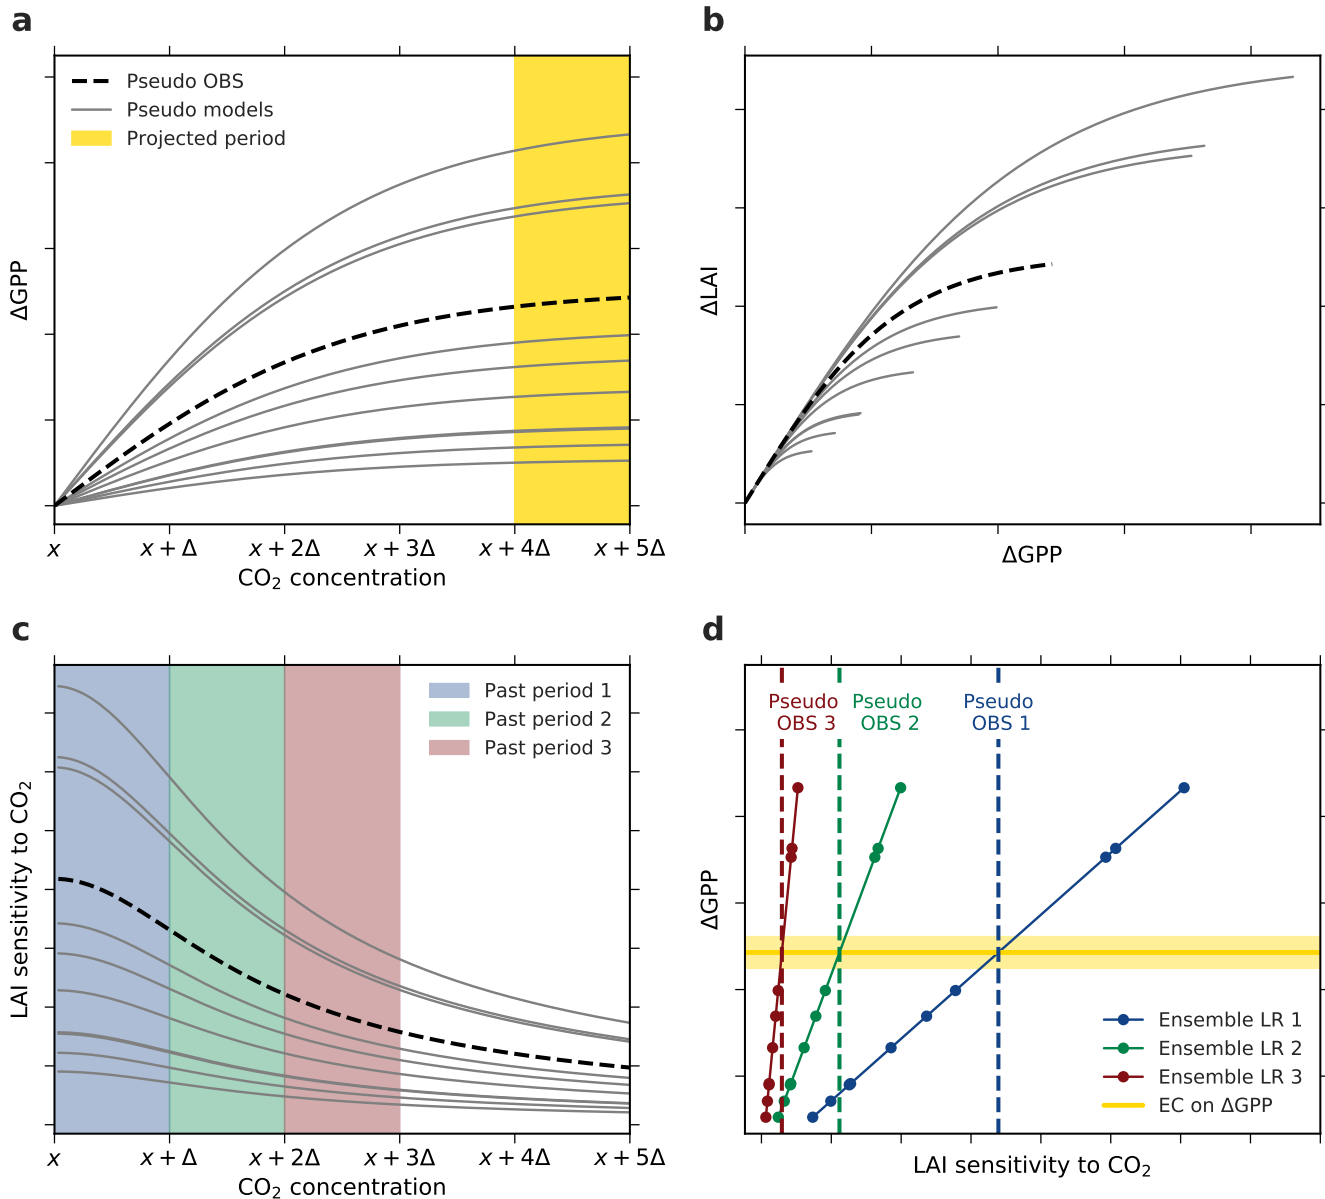 a
Pseudo OBS
Pseudo models
Projected period
ΔGPP
x
x + Δ
x + 2Δ
x + 3Δ
x + 4Δ
x + 5Δ
CO₂ concentration
b
ΔLAI
ΔGPP
c
Past period 1
Past period 2
Past period 3
LAI sensitivity to CO₂
x
x + Δ
x + 2Δ
x + 3Δ
x + 4Δ
x + 5Δ
CO₂ concentration
d
Pseudo
OBS 3
Pseudo
OBS 2
Pseudo
OBS 1
ΔGPP
Ensemble LR 1
Ensemble LR 2
Ensemble LR 3
EC on ΔGPP
LAI sensitivity to CO₂